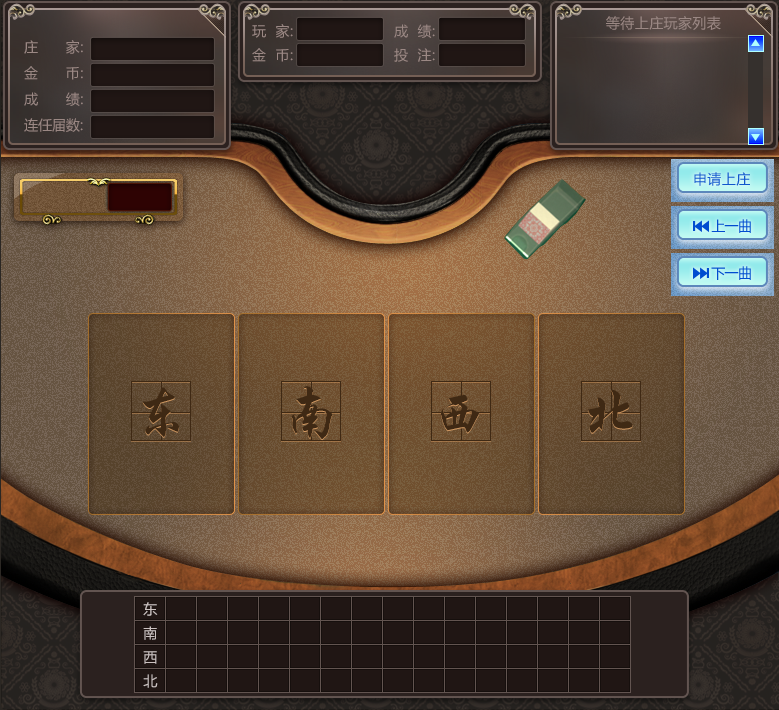 庄 家:
金 币:
成 绩:
连任届数:
玩 家:
成 绩:
金 币:
投 注:
等待上庄玩家列表
申请上庄
上一曲
下一曲
东
南
西
北
东
南
西
北